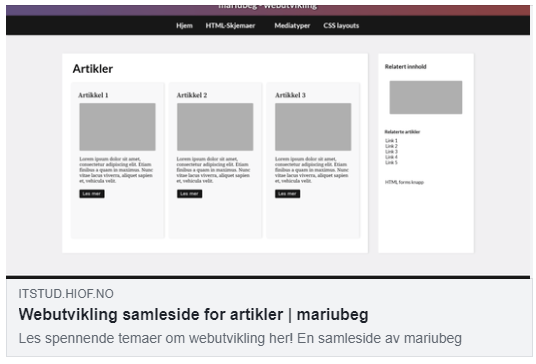 mariubeg - webutvikling
Hjem HTML-Skjemaer Mediatyper CSS layouts
Artikler
Artikkel 1
Lorem ipsum dolor sit amet,
consectetur adipiscing elit. Etiam
finibus a quam in maximus. Nunc
vitae lacus viverra, aliquet sapien
et, vehicula velit.
Les mer
Artikkel 2
Lorem ipsum dolor sit amet,
consectetur adipiscing elit. Etiam
finibus a quam in maximus. Nunc
vitae lacus viverra, aliquet sapien
et, vehicula velit.
Les mer
Artikkel 3
Lorem ipsum dolor sit amet,
consectetur adipiscing elit. Etiam
finibus a quam in maximus. Nunc
vitae lacus viverra, aliquet sapien
et, vehicula velit.
Les mer
Relatert innhold
Relaterte artikler
Link 1
Link 2
Link 3
Link 4
Link 5
HTML forms knapp
ITSTUD.HIOF.NO
Webutvikling samleside for artikler | mariubeg
Les spennende temaer om webutvikling her! En samleside av mariubeg